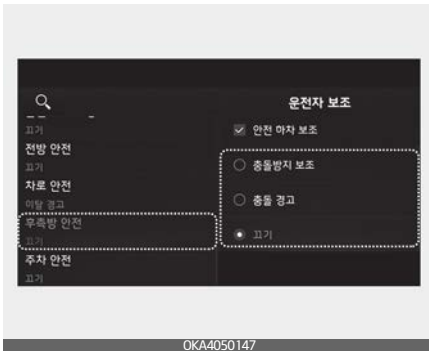 운전자 보조
끄기
전방 안전
끄기
차로 안전
이탈 경고
후측방 안전
끄기
주차 안전
끄기
안전 하차 보조
충돌방지 보조
충돌 경고
끄기
OKA4050147